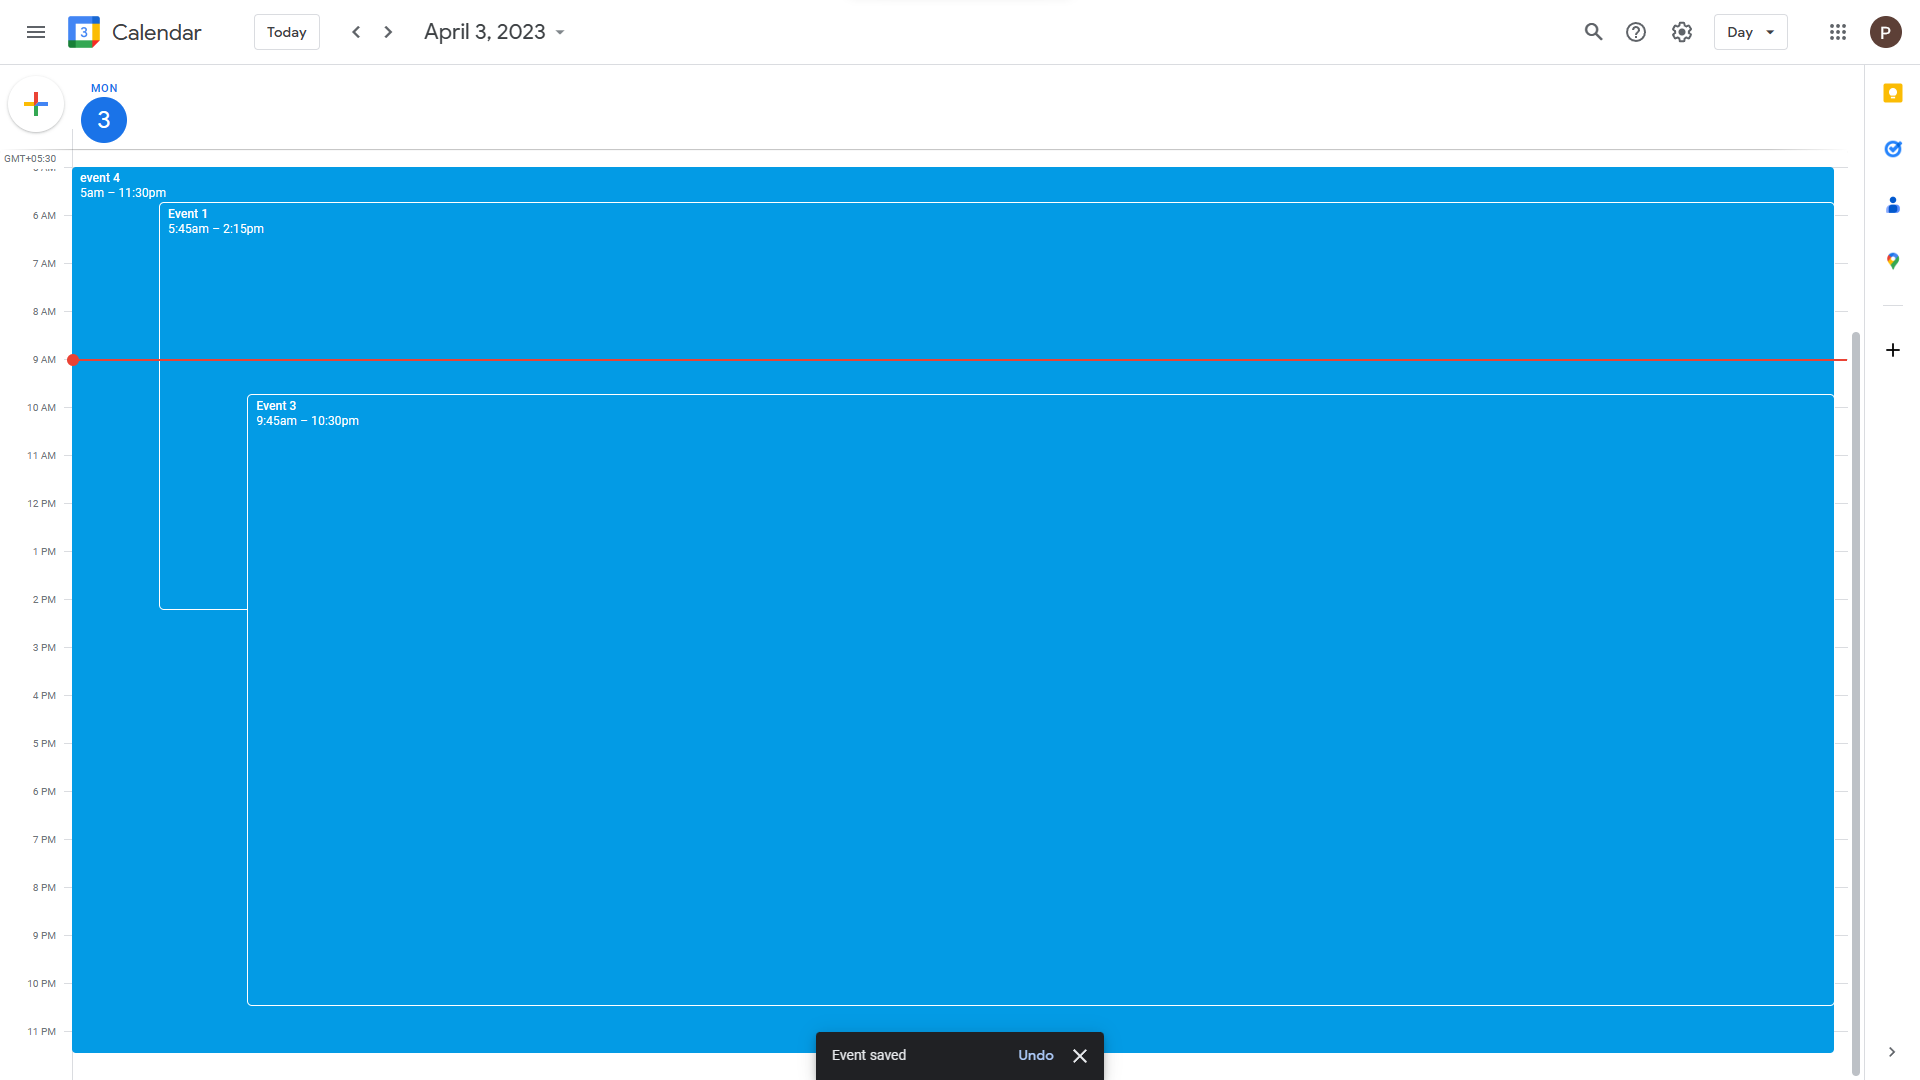 3
Calendar
Today
April 3, 2023
Day
P
MON
3
GMT+05:30
event 4
5am – 11:30pm
6 AM
Event 1
5:45am – 2:15pm
7 AM
8 AM
9 AM
10 AM
Event 3
9:45am – 10:30pm
11 AM
12 PM
1 PM
2 PM
3 PM
4 PM
5 PM
6 PM
7 PM
8 PM
9 PM
10 PM
11 PM
Event saved
Undo